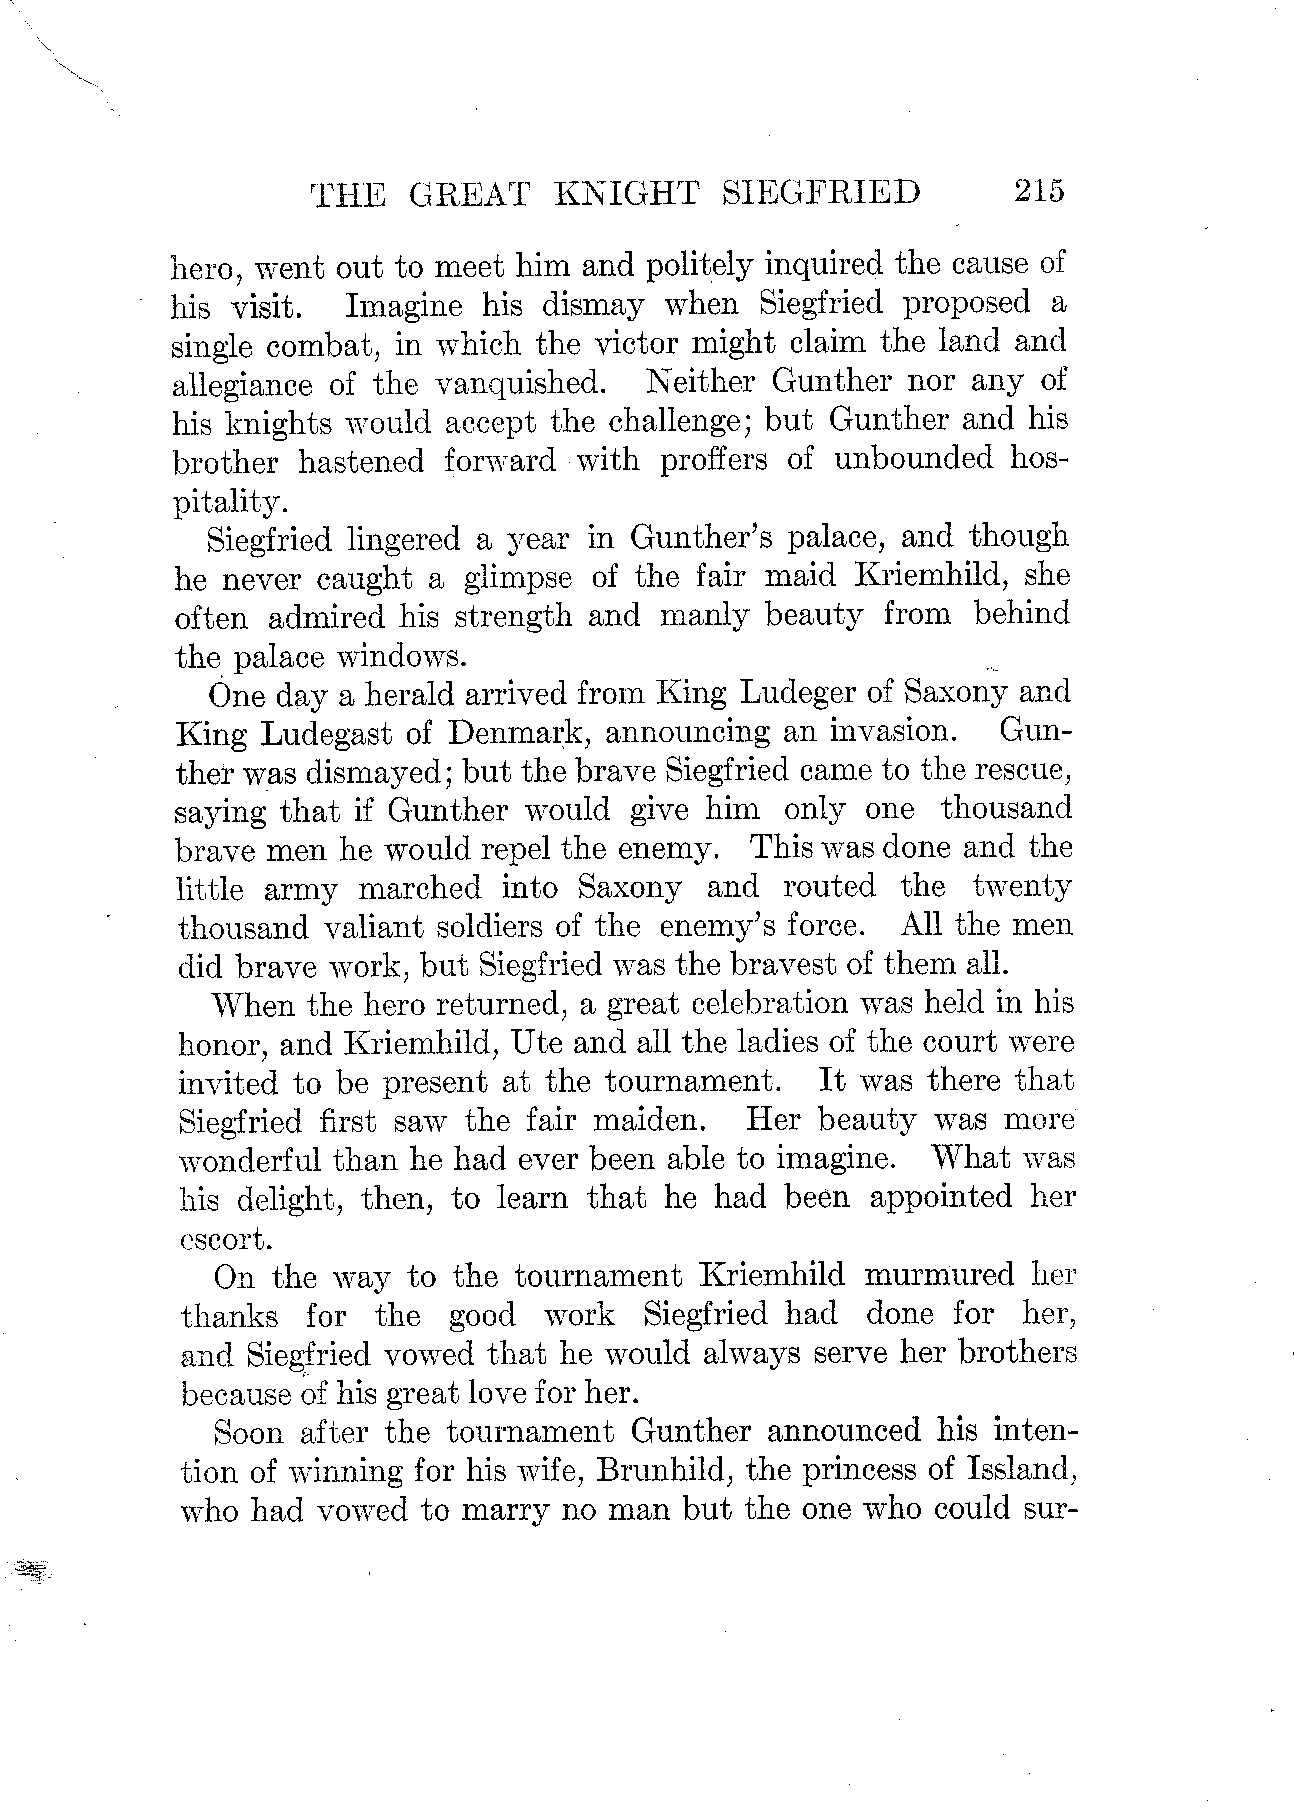 THE GREAT KNIGHT SIEGFRIED 215
hero, went out to meet him and politely inquired the cause of
his visit. Imagine his dismay when Siegfried proposed a
single combat, in which the victor might claim the land and
allegiance of the vanquished. Neither Gunther nor any of
his knights would accept the challenge; but Gunther and his
brother hastened forward with proffers of unbounded hos-
pitality.
Siegfried lingered a year in Gunther's palace, and though
he never caught a glimpse of the fair maid Kriemhild, she
often admired his strength and manly beauty from behind
the palace windows.
One day a herald arrived from King Ludeger of Saxony and
King Ludegast of Denmark, announcing an invasion. Gun-
ther was dismayed; but the brave Siegfried came to the rescue,
saying that if Gunther would give him only one thousand
brave men he would repel the enemy. This was done and the
little army marched into Saxony and routed the twenty
thousand valiant soldiers of the enemy's force. All the men
did brave work, but Siegfried was the bravest of them all.
When the hero returned, a great celebration was held in his
honor, and Kriemhild, Ute and all the ladies of the court were
invited to be present at the tournament. It was there that
Siegfried first saw the fair maiden. Her beauty was more
wonderful than he had ever been able to imagine. What was
his delight, then, to learn that he had been appointed her
escort.
On the way to the tournament Kriemhild murmured her
thanks for the good work Siegfried had done for her,
and Siegfried vowed that he would always serve her brothers
because of his great love for her.
Soon after the tournament Gunther announced his inten-
tion of winning for his wife, Brunhild, the princess of Issland,
who had vowed to marry no man but the one who could sur-